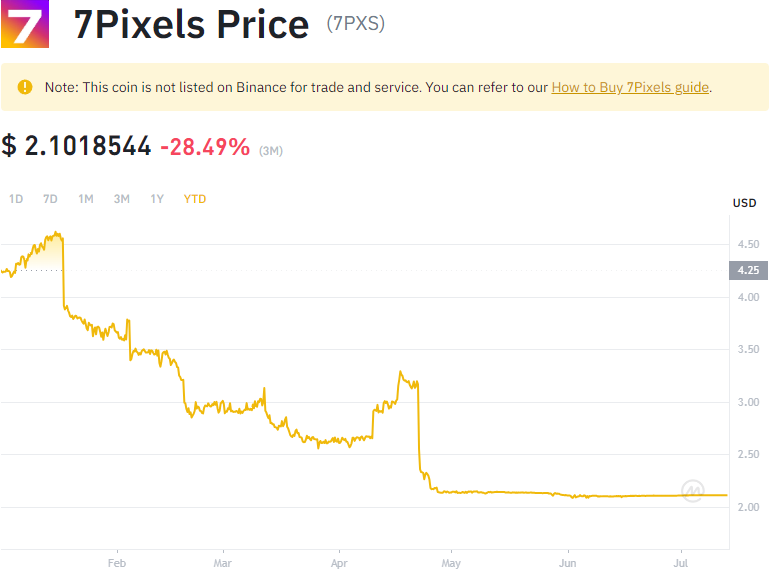 7
7Pixels Price (7PXS)
Note: This coin is not listed on Binance for trade and service. You can refer to our How to Buy 7Pixels guide.
$ 2.1018544 -28.49% (3M)
1D 7D 1M 3M 1Y YTD
USD
4.50
4.25
4.00
3.50
3.00
2.50
2.00
Feb Mar Apr May Jun Jul